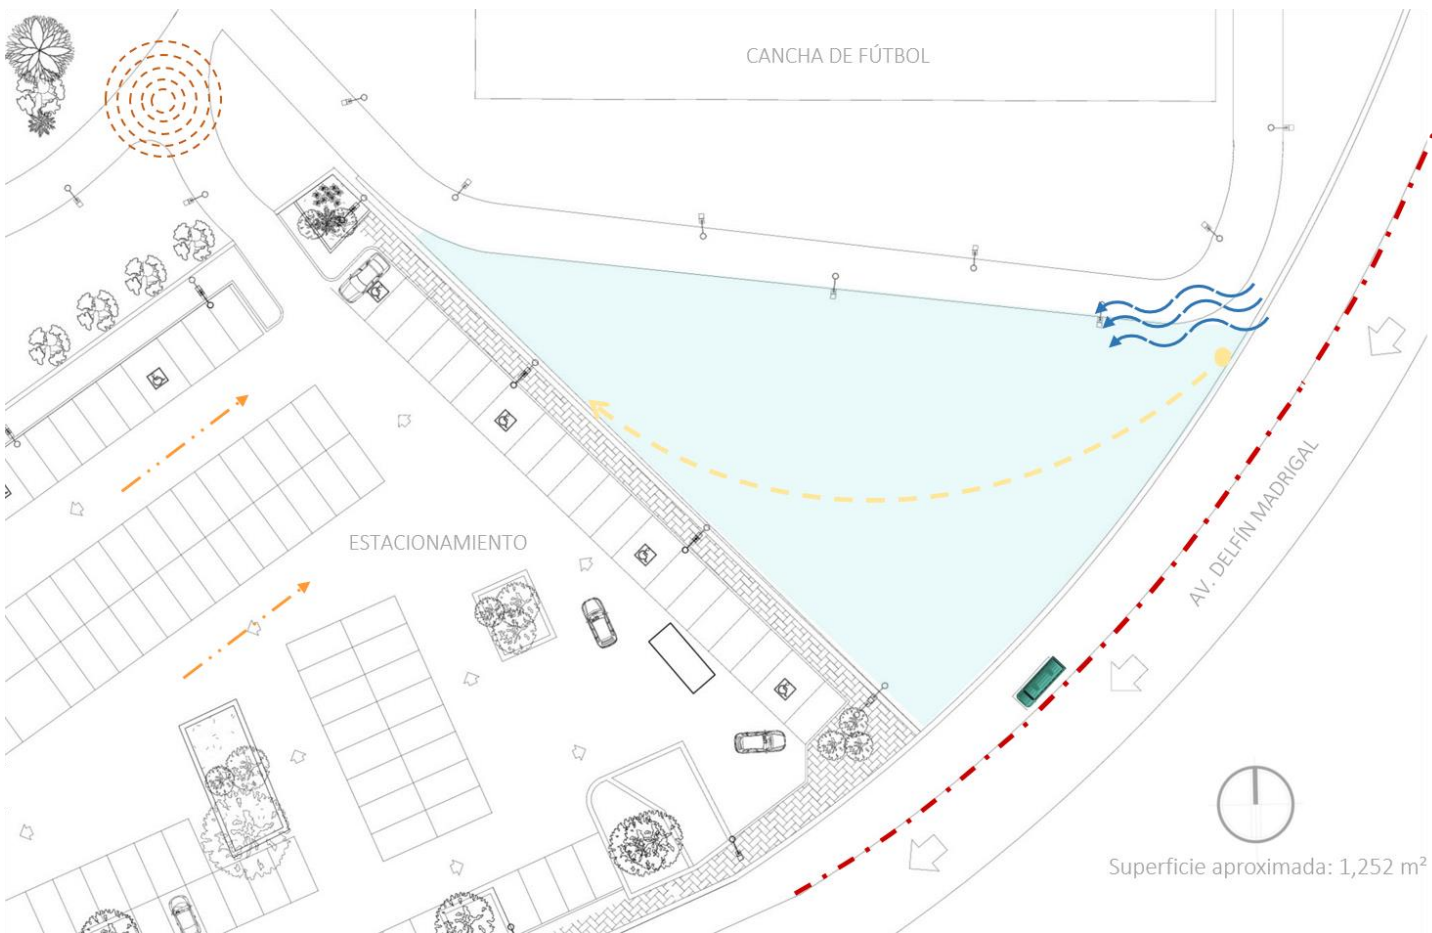 CANCHA DE FÚTBOL
ESTACIONAMIENTO
AV. DELFÍN MADRIGAL
Superficie aproximada: 1,252 m²